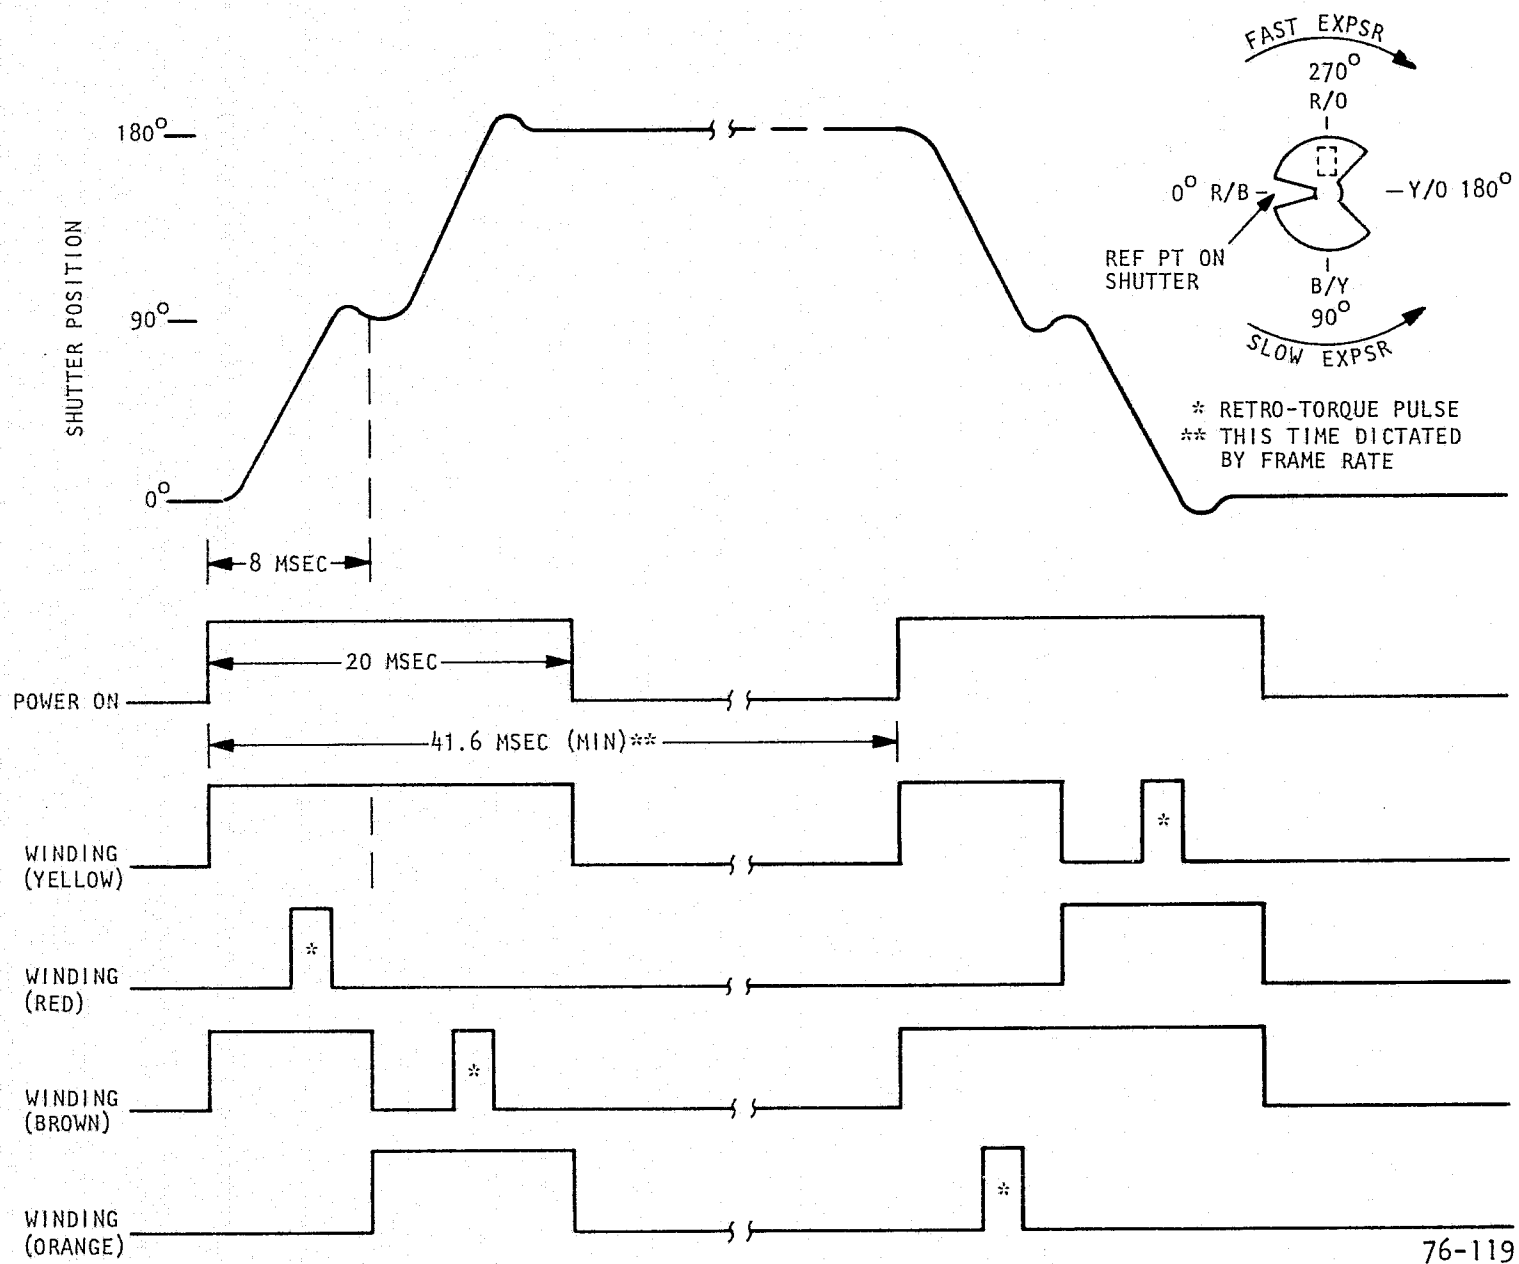 FAST EXPSR
270°
R/O
180°
0° R/B
Y/O 180°
REF PT ON
SHUTTER
B/Y
90°
SLOW EXPSR
SHUTTER POSITION
90°
* RETRO-TORQUE PULSE
** THIS TIME DICTATED
BY FRAME RATE
0°
8 MSEC
20 MSEC
POWER ON
41.6 MSEC (MIN)**
WINDING
(YELLOW)
*
WINDING
(RED)
*
WINDING
(BROWN)
*
WINDING
(ORANGE)
*
76-119